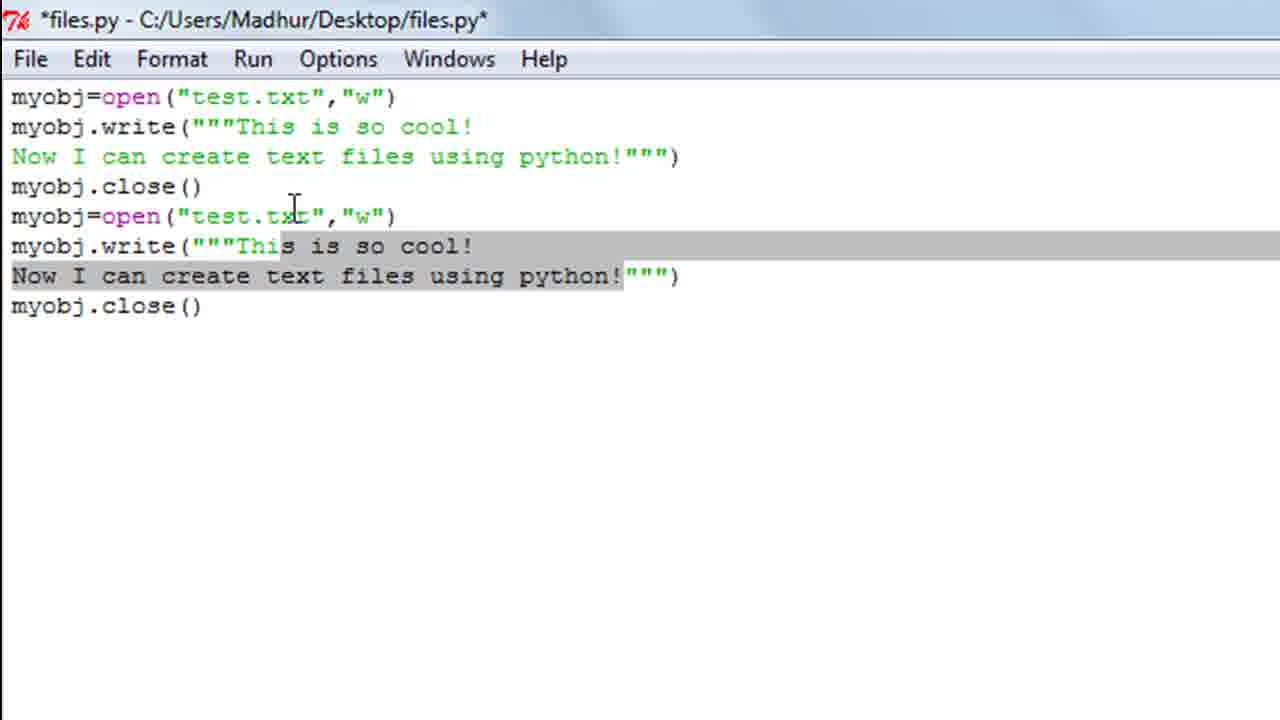 *files.py - C:/Users/Madhur/Desktop/files.py*
File Edit Format Run Options Windows Help
myobj=open("test.txt","w")
myobj.write("""This is so cool!
Now I can create text files using python!""")
myobj.close()
myobj=open("test.txt","w")
myobj.write("""This is so cool!
Now I can create text files using python!""")
myobj.close()